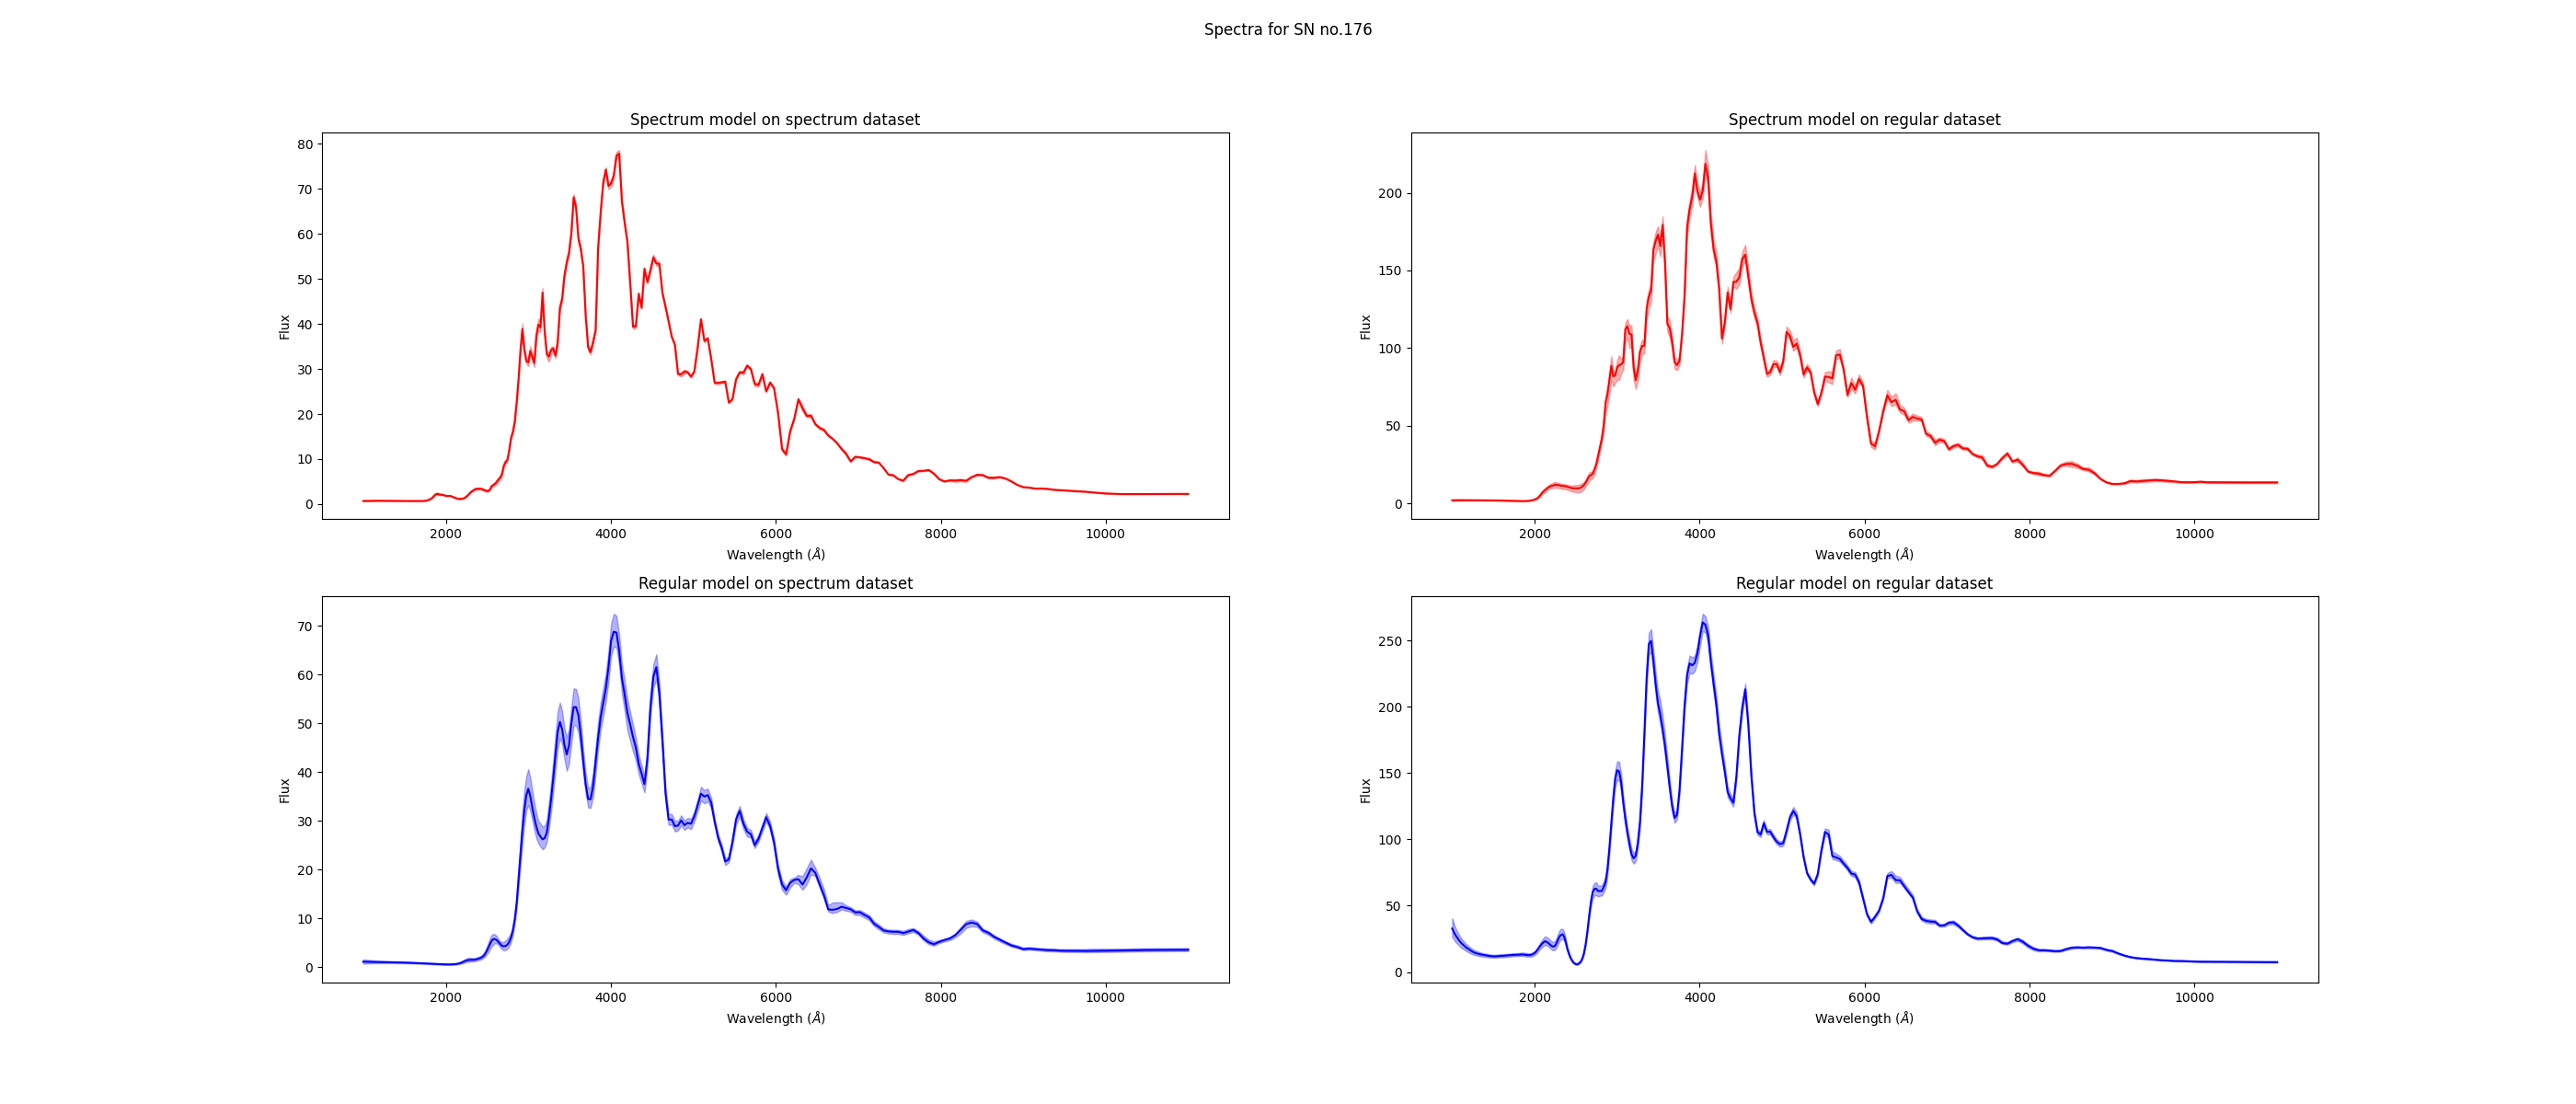 Spectra for SN no.176
Spectrum model on spectrum dataset
80
70
60
50
40
30
20
10
0
Flux
2000 4000 6000 8000 10000
Wavelength (Å)
Spectrum model on regular dataset
200
150
100
50
0
Flux
2000 4000 6000 8000 10000
Wavelength (Å)
Regular model on spectrum dataset
70
60
50
40
30
20
10
0
Flux
2000 4000 6000 8000 10000
Wavelength (Å)
Regular model on regular dataset
250
200
150
100
50
0
Flux
2000 4000 6000 8000 10000
Wavelength (Å)